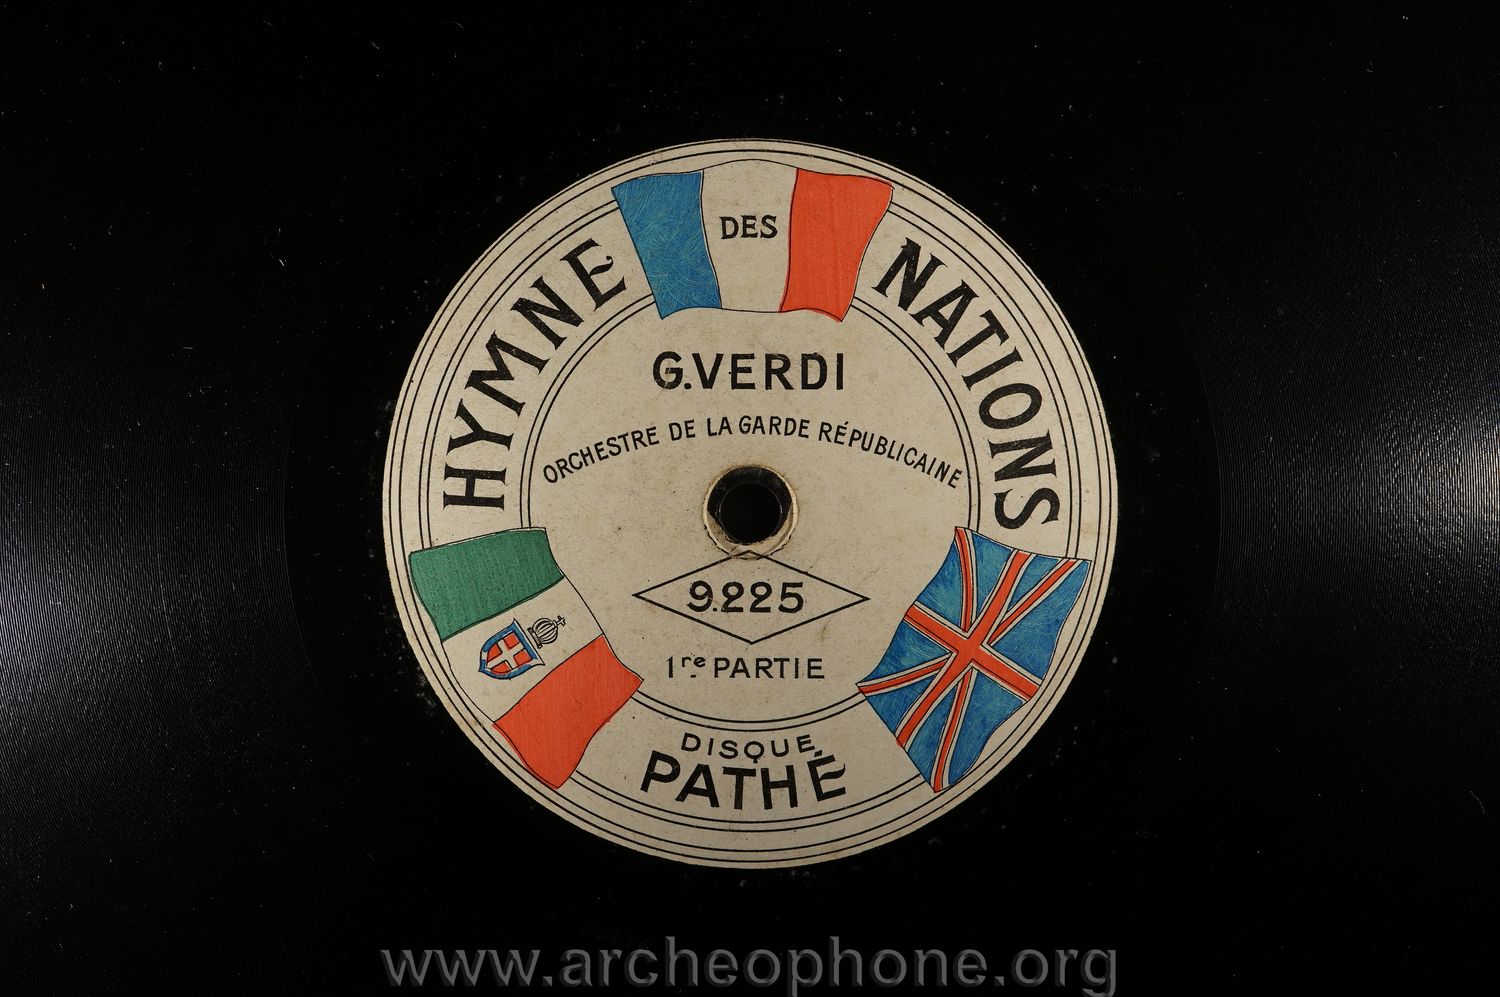 HYMNE DES NATIONS
G. VERDI
ORCHESTRE DE LA GARDE RÉPUBLICAINE
9.225
1re PARTIE
DISQUE
PATHÉ
www.archeophone.org